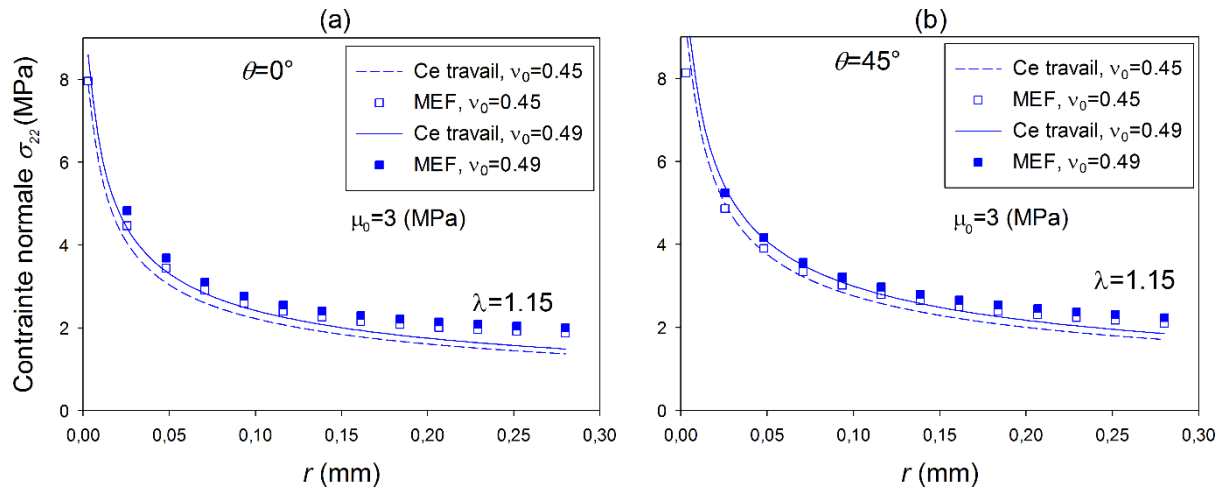 (a)
Contrainte normale σ22 (MPa)
8
6
4
2
0
θ=0°
Ce travail, ν0=0.45
MEF, ν0=0.45
Ce travail, ν0=0.49
MEF, ν0=0.49
μ0=3 (MPa)
λ=1.15
0,00 0,05 0,10 0,15 0,20 0,25 0,30
r (mm)
(b)
8
6
4
2
0
θ=45°
Ce travail, ν0=0.45
MEF, ν0=0.45
Ce travail, ν0=0.49
MEF, ν0=0.49
μ0=3 (MPa)
λ=1.15
0,00 0,05 0,10 0,15 0,20 0,25 0,30
r (mm)